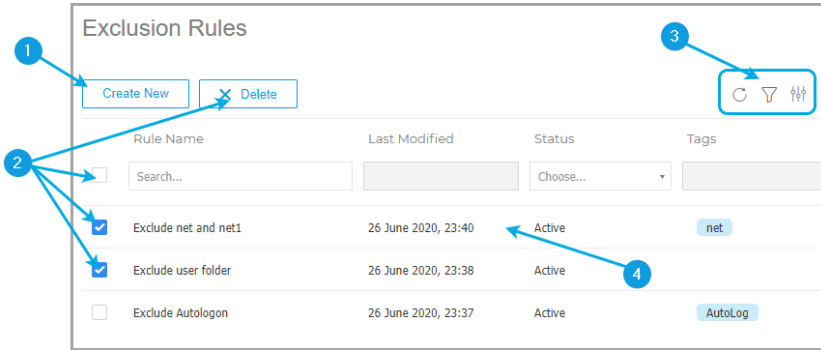 Exclusion Rules
1
3
Create New
Delete
Rule Name Last Modified Status Tags
2
Search... Choose...
Exclude net and net1 26 June 2020, 23:40 Active net
Exclude user folder 26 June 2020, 23:38 Active
4
Exclude Autologon 26 June 2020, 23:37 Active AutoLog